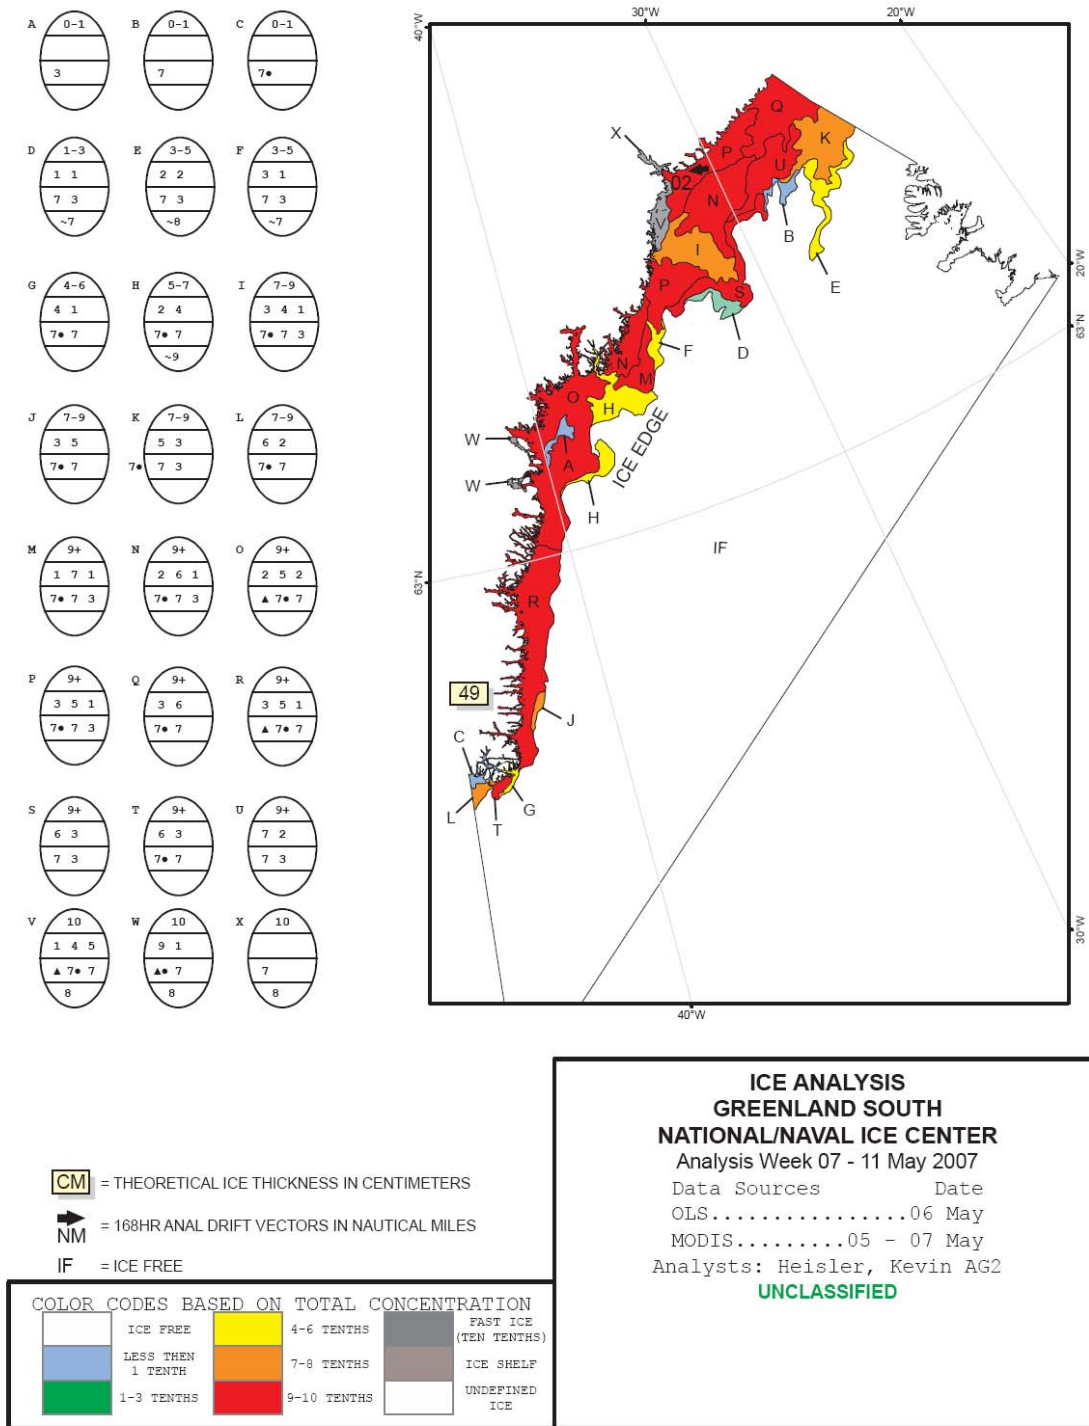 A
0-1
3
B
0-1
7
C
0-1
7•
D
1-3
1 1
7 3
~7
E
3-5
2 2
7 3
~8
F
3-5
3 1
7 3
~7
G
4-6
4 1
7• 7
H
5-7
2 4
7• 7
~9
I
7-9
3 4 1
7• 7 3
J
7-9
3 5
7• 7
K
7-9
5 3
7• 7 3
L
7-9
6 2
7• 7
M
9+
1 7 1
7• 7 3
N
9+
2 6 1
7• 7 3
O
9+
2 5 2
▲ 7• 7
P
9+
3 5 1
7• 7 3
Q
9+
3 6
7• 7
R
9+
3 5 1
▲ 7• 7
S
9+
6 3
7 3
T
9+
6 3
7• 7
U
9+
7 2
7 3
V
10
1 4 5
▲ 7• 7
8
W
10
9 1
▲• 7
8
X
10
7
8
40°W
30°W
20°W
20°W
63°N
63°N
30°W
40°W
X
Q
P
K
02
U
N
V
B
I
E
P
S
D
F
N
M
O
H
W
A
W
ICE EDGE
H
IF
R
49
J
C
L
G
T
CM = THEORETICAL ICE THICKNESS IN CENTIMETERS
NM = 168HR ANAL DRIFT VECTORS IN NAUTICAL MILES
IF = ICE FREE
COLOR CODES BASED ON TOTAL CONCENTRATION
ICE FREE
LESS THEN
1 TENTH
1-3 TENTHS
4-6 TENTHS
7-8 TENTHS
9-10 TENTHS
FAST ICE
(TEN TENTHS)
ICE SHELF
UNDEFINED
ICE
ICE ANALYSIS
GREENLAND SOUTH
NATIONAL/NAVAL ICE CENTER
Analysis Week 07 - 11 May 2007
Data Sources Date
OLS................06 May
MODIS.........05 - 07 May
Analysts: Heisler, Kevin AG2
UNCLASSIFIED